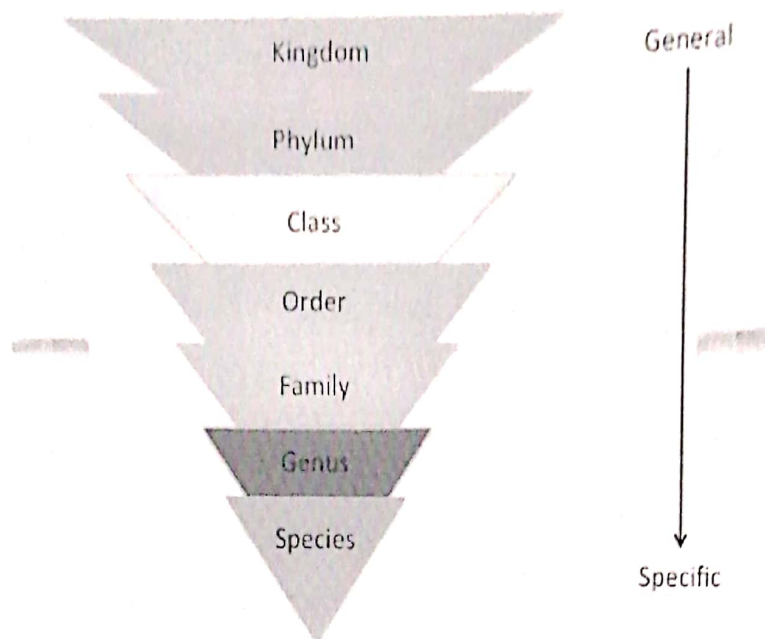 Kingdom
General
Phylum
Class
Order
Family
Genus
Species
Specific